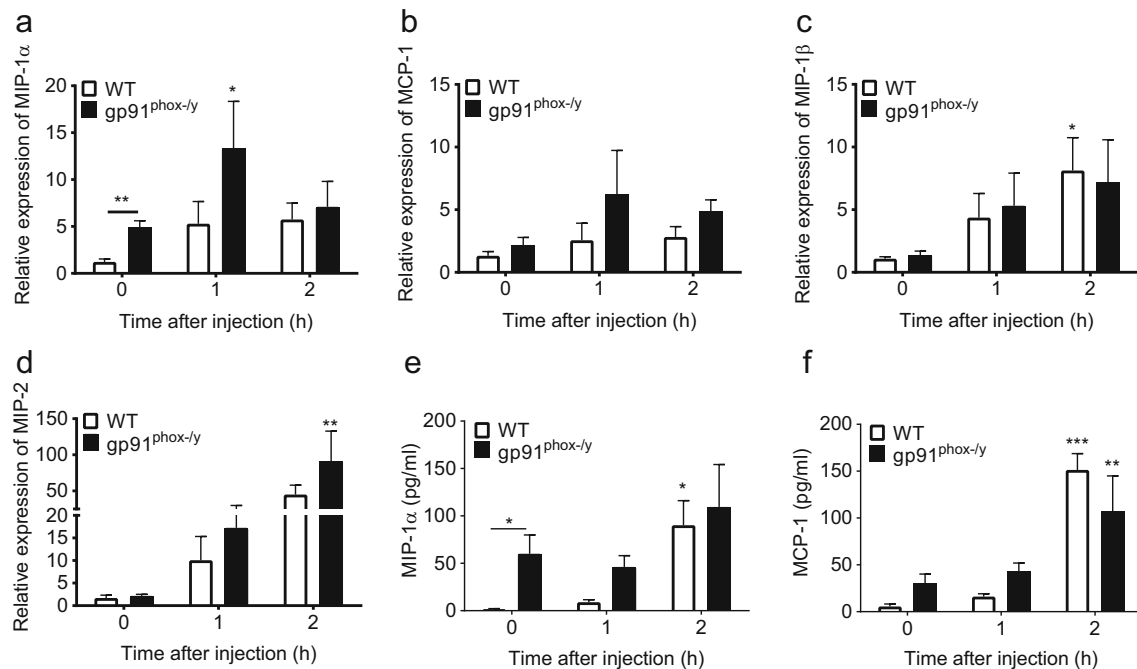 a
Relative expression of MIP-1α
20
15
10
5
0
WT
gp91phox-/y
**
*
0 1 2
Time after injection (h)
b
Relative expression of MCP-1
15
10
5
0
WT
gp91phox-/y
0 1 2
Time after injection (h)
c
Relative expression of MIP-1β
15
10
5
0
WT
gp91phox-/y
*
0 1 2
Time after injection (h)
d
Relative expression of MIP-2
150
100
50
20
15
10
5
0
WT
gp91phox-/y
**
0 1 2
Time after injection (h)
e
MIP-1α (pg/ml)
200
150
100
50
0
WT
gp91phox-/y
*
*
0 1 2
Time after injection (h)
f
MCP-1 (pg/ml)
200
150
100
50
0
WT
gp91phox-/y
***
**
0 1 2
Time after injection (h)